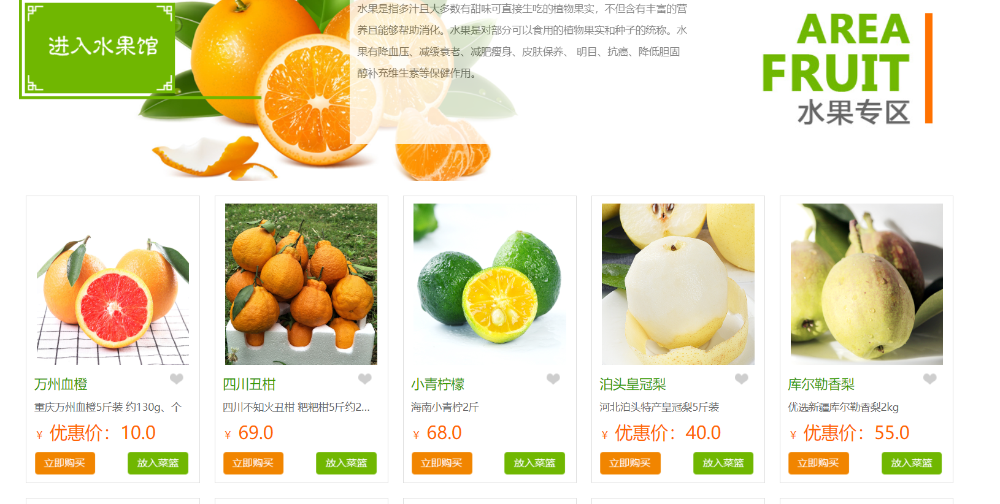 进入水果馆
水果是指多汁且大多数有甜味可直接生吃的植物果实，不但含有丰富的营
养且能够帮助消化。水果是对部分可以食用的植物果实和种子的统称。水
果有降血压、减缓衰老、减肥瘦身、皮肤保养、 明目、抗癌、降低胆固
醇补充维生素等保健作用。
AREA
FRUIT
水果专区
万州血橙
重庆万州血橙5斤装 约130g、个
￥ 优惠价：10.0
立即购买 放入菜篮
四川丑柑
四川不知火丑柑 粑粑柑5斤约2...
￥ 69.0
立即购买 放入菜篮
小青柠檬
海南小青柠2斤
￥ 68.0
立即购买 放入菜篮
泊头皇冠梨
河北泊头特产皇冠梨5斤装
￥ 优惠价：40.0
立即购买 放入菜篮
库尔勒香梨
优选新疆库尔勒香梨2kg
￥ 优惠价：55.0
立即购买 放入菜篮